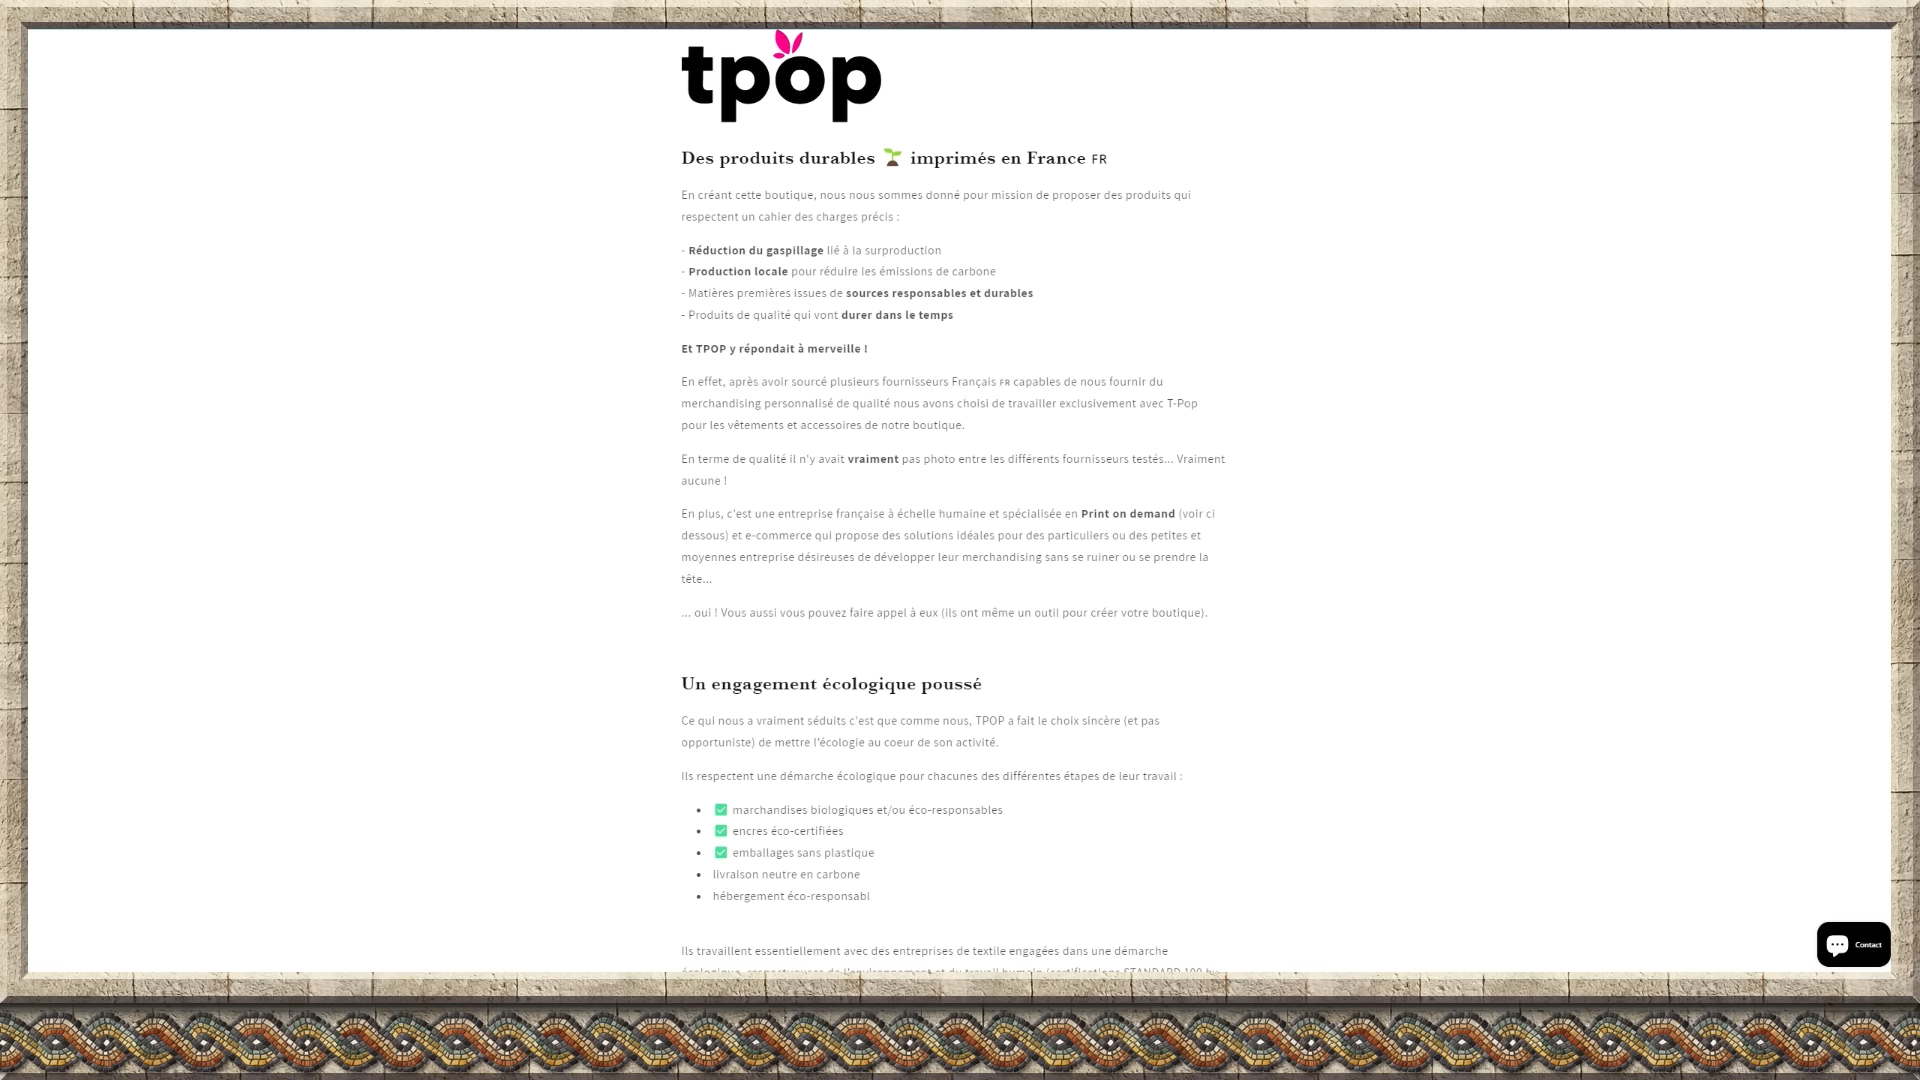 tpop
Des produits durables 🌱 imprimés en France FR
En créant cette boutique, nous nous sommes donné pour mission de proposer des produits qui
respectent un cahier des charges précis :
- Réduction du gaspillage lié à la surproduction
- Production locale pour réduire les émissions de carbone
- Matières premières issues de sources responsables et durables
- Produits de qualité qui vont durer dans le temps
Et TPOP y répondait à merveille !
En effet, après avoir sourcé plusieurs fournisseurs Français FR capables de nous fournir du
merchandising personnalisé de qualité nous avons choisi de travailler exclusivement avec T-Pop
pour les vêtements et accessoires de notre boutique.
En terme de qualité il n'y avait vraiment pas photo entre les différents fournisseurs testés... Vraiment
aucune !
En plus, c'est une entreprise française à échelle humaine et spécialisée en Print on demand (voir ci
dessous) et e-commerce qui propose des solutions idéales pour des particuliers ou des petites et
moyennes entreprise désireuses de développer leur merchandising sans se ruiner ou se prendre la
tête...
... oui ! Vous aussi vous pouvez faire appel à eux (ils ont même un outil pour créer votre boutique).
Un engagement écologique poussé
Ce qui nous a vraiment séduits c'est que comme nous, TPOP a fait le choix sincère (et pas
opportuniste) de mettre l'écologie au coeur de son activité.
Ils respectent une démarche écologique pour chacunes des différentes étapes de leur travail :
• ✅ marchandises biologiques et/ou éco-responsables
• ✅ encres éco-certifiées
• ✅ emballages sans plastique
• livraison neutre en carbone
• hébergement éco-responsabl
Ils travaillent essentiellement avec des entreprises de textile engagées dans une démarche
écologique, respectueuses de l'environnement et du travail humain (certifications STANDARD 100 by
Contact